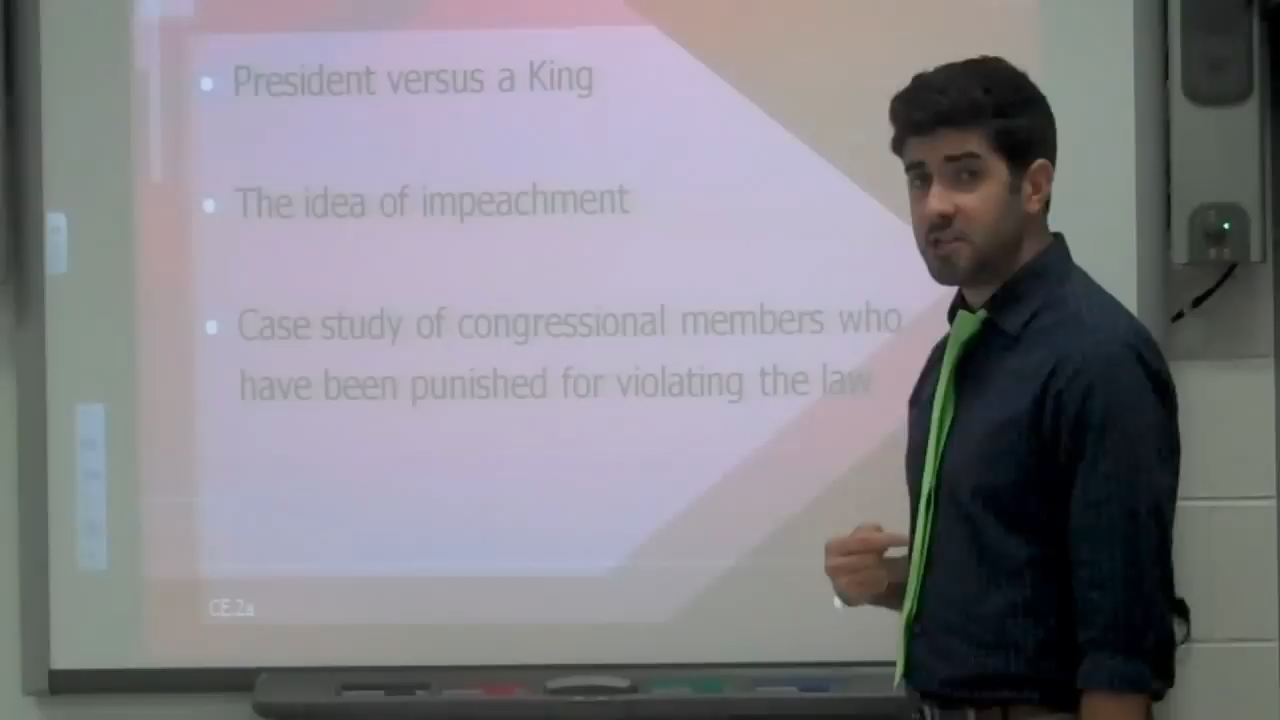 President versus a King
The idea of impeachment
Case study of congressional members who
have been punished for violating the law
CE.2a